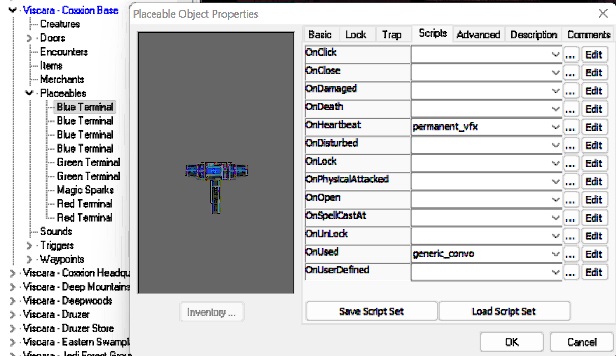 Viscara - Coxxion Base
Creatures
Doors
Encounters
Items
Merchants
Placeables
Blue Terminal
Blue Terminal
Blue Terminal
Blue Terminal
Green Terminal
Green Terminal
Magic Sparks
Red Terminal
Red Terminal
Sounds
Triggers
Waypoints
Viscara - Coxxion Headqu
Viscara - Deep Mountains
Viscara - Deepwoods
Viscara - Druzer
Viscara - Druzer Store
Viscara - Eastern Swampl
Viscara - Jedi Forest Grou
Placeable Object Properties
Basic Lock Trap Scripts Advanced Description Comments
OnClick ... Edit
OnClose ... Edit
OnDamaged ... Edit
OnDeath ... Edit
OnHeartbeat permanent_vfx ... Edit
OnDisturbed ... Edit
OnLock ... Edit
OnPhysicalAttacked ... Edit
OnOpen ... Edit
OnSpellCastAt ... Edit
OnUnLock ... Edit
OnUsed generic_convo ... Edit
OnUserDefined ... Edit
Inventory ... Save Script Set Load Script Set
OK Cancel